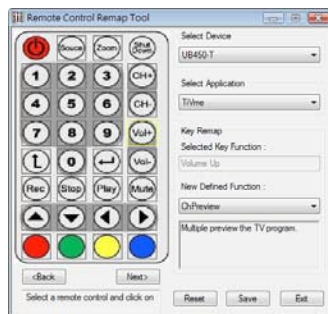 Remote Control Remap Tool
Souce
Zoom
Shut Down
1
2
3
CH+
4
5
6
CH-
7
8
9
Vol+
0
Vol-
Rec
Stop
Play
Mute
<Back
Next>
Select a remote control and click on
Select Device
UB450-T
Select Application
TiVme
Key Remap
Selected Key Function :
Volume Up
New Defined Function :
ChPreview
Multiple preview the TV program.
Reset
Save
Exit